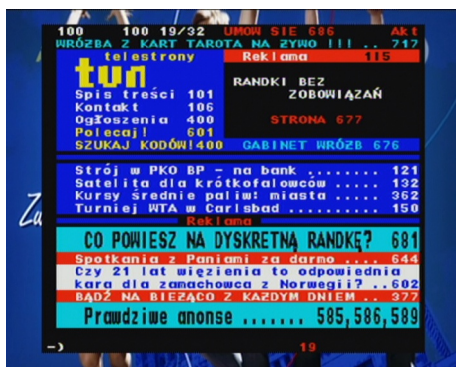 100 100 19/32 UMOW SIE 686 Akt
WRÓŻBA Z KART TAROTA NA ŻYWO !!! .. 717
telestrony
tvn
Reklama 115
Spis treści 101
Kontakt 106
Ogłoszenia 400
Polecaj! 601
SZUKAJ KODÓW!400
RANDKI BEZ
ZOBOWIĄZAŃ
STRONA 677
GABINET WRÓŻB 676
Strój w PKO BP – na bank ........ 121
Satelita dla krótkofalowców ..... 132
Kursy średnie paliw: miasta ..... 362
Turniej WTA w Carlsbad .......... 150
Reklama
CO POWIESZ NA DYSKRETNĄ RANDKĘ? 681
Spotkania z Paniami za darmo .... 644
Czy 21 lat więzienia to odpowiednia
kara dla zamachowca z Norwegii? ..602
BĄDŹ NA BIEŻĄCO Z KAŻDYM DNIEM .. 377
Prawdziwe anonse ....... 585,586,589
–) 19